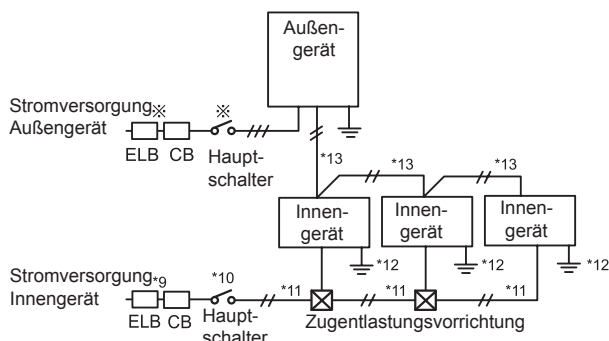 Außen-
gerät
Stromversorgung※
Außengerät
※
ELB CB Haupt-
schalter
*13 *13 *13
Innen-
gerät
Innen-
gerät
Innen-
gerät
*12 *12 *12
Stromversorgung*9
Innengerät
*10
*11 *11 *11
ELB CB Haupt-
schalter
Zugentlastungsvorrichtung